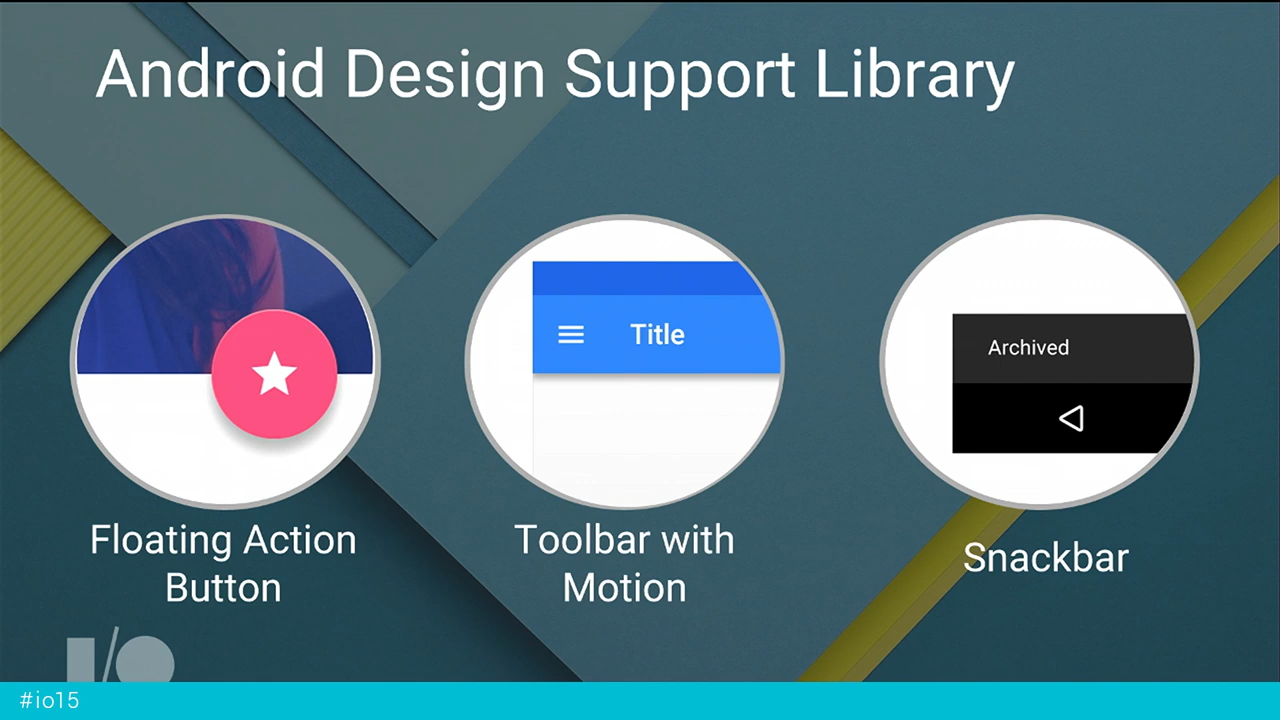 Android Design Support Library
Title
Archived
Floating Action
Button
Toolbar with
Motion
Snackbar
I/O
#io15